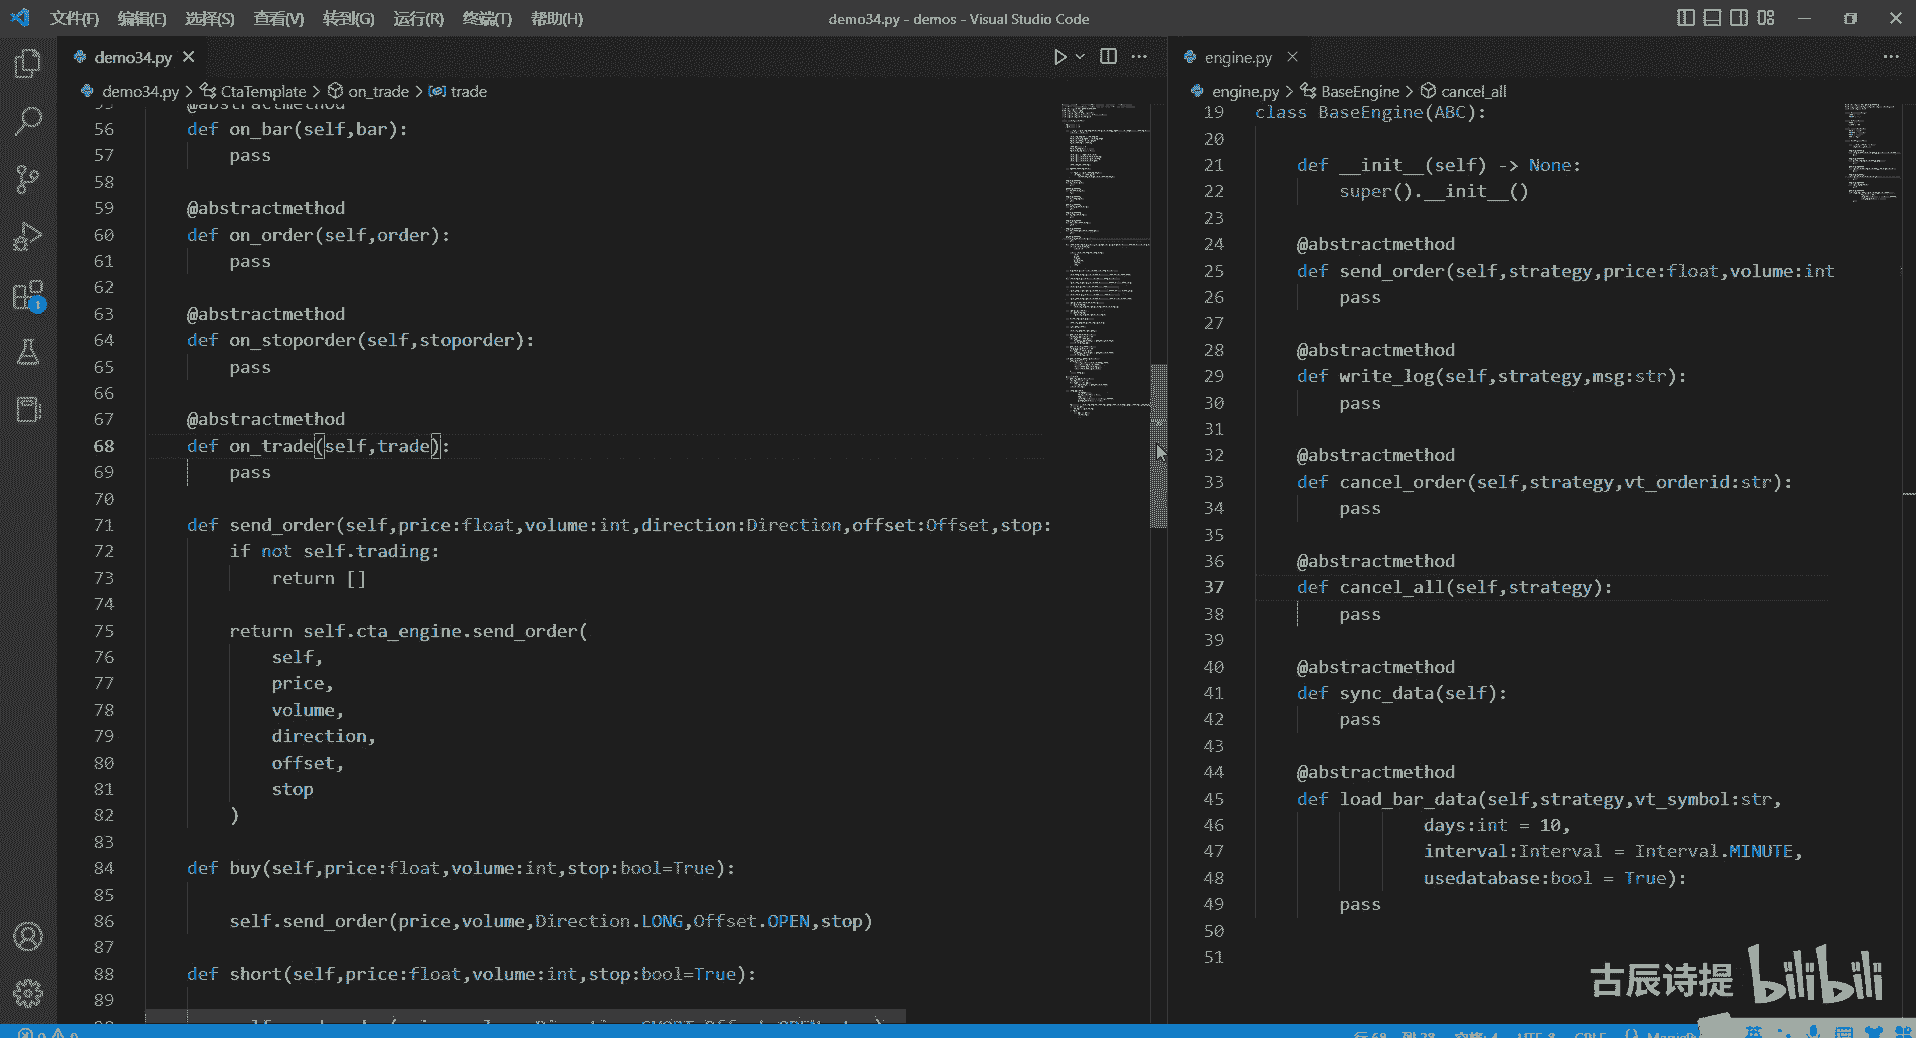 文件(F) 编辑(E) 选择(S) 查看(V) 转到(G) 运行(R) 终端(T) 帮助(H)
demo34.py - demos - Visual Studio Code
demo34.py
demo34.py > CtaTemplate > on_trade > trade
@abstractmethod
56 def on_bar(self,bar):
57 pass
58
59 @abstractmethod
60 def on_order(self,order):
61 pass
62
63 @abstractmethod
64 def on_stoporder(self,stoporder):
65 pass
66
67 @abstractmethod
68 def on_trade(self,trade):
69 pass
70
71 def send_order(self,price:float,volume:int,direction:Direction,offset:Offset,stop:
72 if not self.trading:
73 return []
74
75 return self.cta_engine.send_order(
76 self,
77 price,
78 volume,
79 direction,
80 offset,
81 stop
82 )
83
84 def buy(self,price:float,volume:int,stop:bool=True):
85
86 self.send_order(price,volume,Direction.LONG,Offset.OPEN,stop)
87
88 def short(self,price:float,volume:int,stop:bool=True):
89
engine.py
engine.py > BaseEngine > cancel_all
19 class BaseEngine(ABC):
20
21 def __init__(self) -> None:
22 super().__init__()
23
24 @abstractmethod
25 def send_order(self,strategy,price:float,volume:int
26 pass
27
28 @abstractmethod
29 def write_log(self,strategy,msg:str):
30 pass
31
32 @abstractmethod
33 def cancel_order(self,strategy,vt_orderid:str):
34 pass
35
36 @abstractmethod
37 def cancel_all(self,strategy):
38 pass
39
40 @abstractmethod
41 def sync_data(self):
42 pass
43
44 @abstractmethod
45 def load_bar_data(self,strategy,vt_symbol:str,
46 days:int = 10,
47 interval:Interval = Interval.MINUTE,
48 usedatabase:bool = True):
49 pass
50
51
古辰诗提 bilibili
1
英